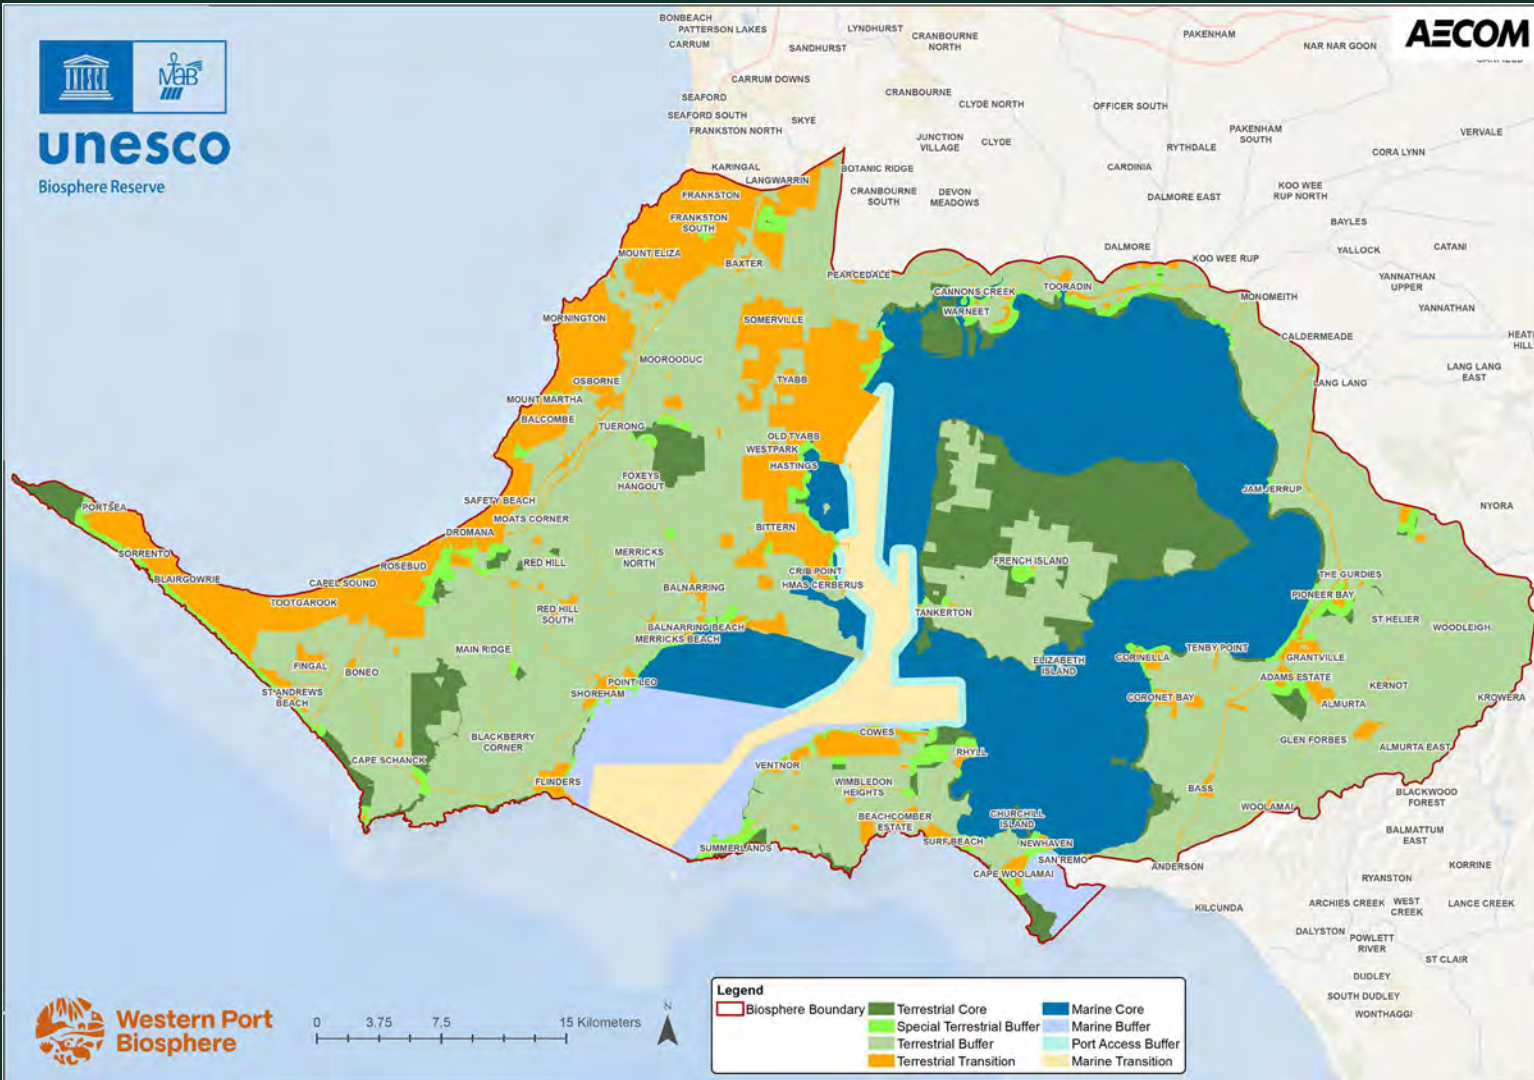 BONBEACH
PATTERSON LAKES
CARRUM
LYNDHURST
SANDHURST
CRANBOURNE
NORTH
PAKENHAM
NAR NAR GOON
AECOM
MaB
unesco
Biosphere Reserve
CARRUM DOWNS
SEAFORD
SEAFORD SOUTH
FRANKSTON NORTH
SKYE
CRANBOURNE
CLYDE NORTH
OFFICER SOUTH
JUNCTION
VILLAGE
CLYDE
PAKENHAM
SOUTH
VERVALE
RYTHDALE
CORA LYNN
KARINGAL
LANGWARRIN
BOTANIC RIDGE
CARDINIA
FRANKSTON
CRANBOURNE
SOUTH
DEVON
MEADOWS
DALMORE EAST
KOO WEE
RUP NORTH
FRANKSTON
SOUTH
BAYLES
MOUNT ELIZA
BAXTER
DALMORE
YALLOCK
CATANI
KOO WEE RUP
PEARCEDALE
YANNATHAN
UPPER
CANNONS CREEK
TOORADIN
MONOMEITH
YANNATHAN
WARNEET
MORNINGTON
SOMERVILLE
CALDERMEADE
HEATH
HILL
MOOROODUC
LANG LANG
EAST
OSBORNE
TYABB
LANG LANG
MOUNT MARTHA
BALCOMBE
TUERONG
OLD TYABS
WESTPARK
HASTINGS
FOXEYS
HANGOUT
JAM JERRUP
NYORA
PORTSEA
SAFETY BEACH
MOATS CORNER
DROMANA
BITTERN
SORRENTO
ROSEBUD
RED HILL
MERRICKS
NORTH
FRENCH ISLAND
BLAIRGOWRIE
CAPEL SOUND
CRIB POINT
HMAS CERBERUS
THE GURDIES
PIONEER BAY
TOOTGAROOK
BALNARRING
RED HILL
SOUTH
TANKERTON
ST HELIER
WOODLEIGH
BALNARRING BEACH
MERRICKS BEACH
MAIN RIDGE
TENBY POINT
FINGAL
BONEO
CORINELLA
GRANTVILLE
ELIZABETH
ISLAND
ADAMS ESTATE
POINT LEO
KERNOT
ST ANDREWS
BEACH
SHOREHAM
CORONET BAY
ALMURTA
KROWERA
BLACKBERRY
CORNER
COWES
GLEN FORBES
ALMURTA EAST
CAPE SCHANCK
RHYLL
VENTNOR
FLINDERS
WIMBLEDON
HEIGHTS
BASS
BLACKWOOD
FOREST
WOOLAMAI
BEACHCOMBER
ESTATE
CHURCHILL
ISLAND
BALMATTUM
EAST
SUMMERLANDS
SURF BEACH
NEWHAVEN
SAN REMO
ANDERSON
KORRINE
CAPE WOOLAMAI
RYANSTON
KILCUNDA
ARCHIES CREEK
WEST
CREEK
LANCE CREEK
DALYSTON
POWLETT
RIVER
ST CLAIR
DUDLEY
SOUTH DUDLEY
WONTHAGGI
Western Port
Biosphere
0 3.75 7.5 15 Kilometers
N
Legend
Biosphere Boundary
Terrestrial Core
Special Terrestrial Buffer
Terrestrial Buffer
Terrestrial Transition
Marine Core
Marine Buffer
Port Access Buffer
Marine Transition